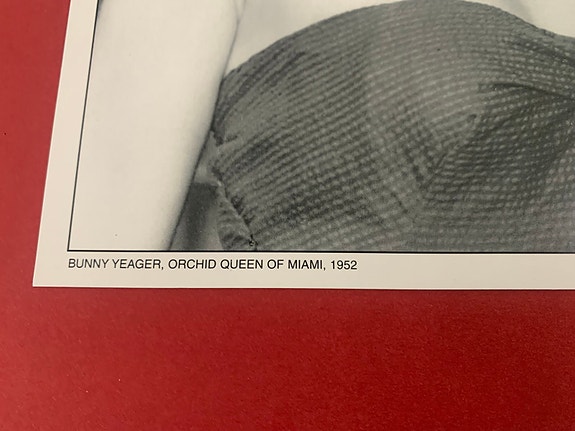 BUNNY YEAGER, ORCHID QUEEN OF MIAMI, 1952